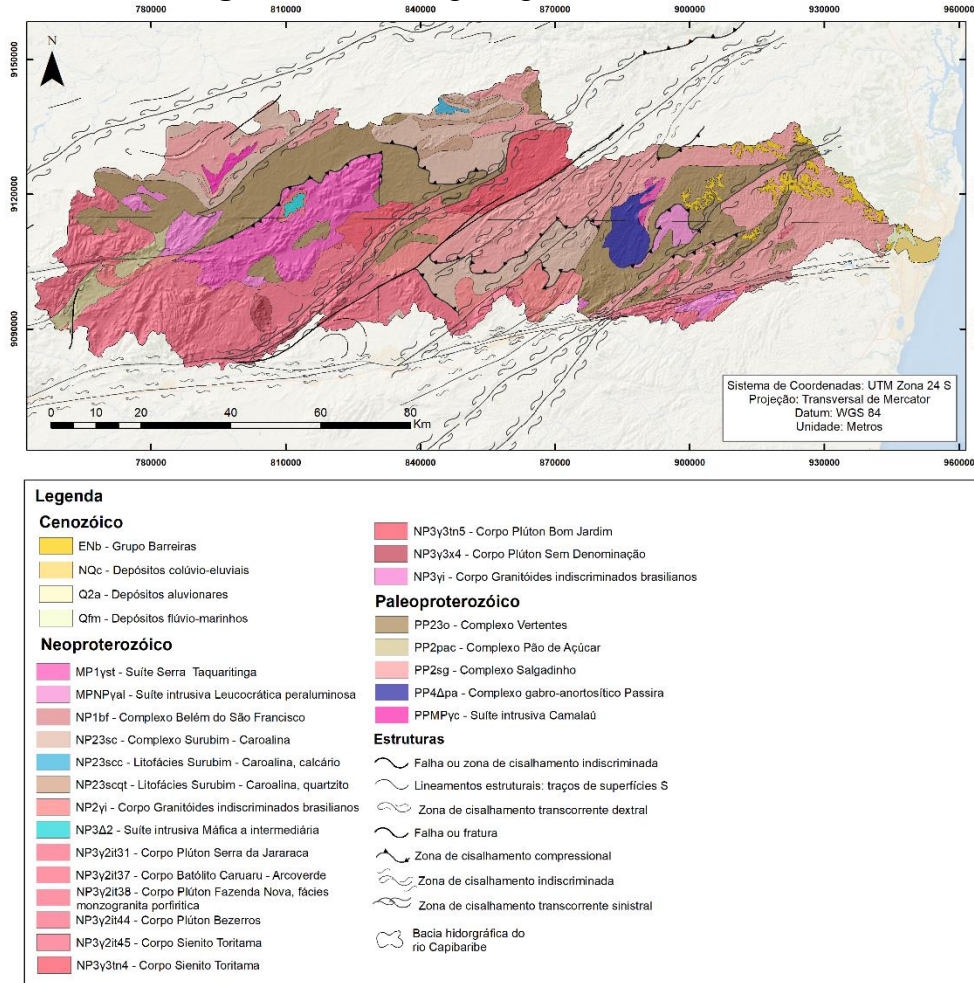 780000 810000 840000 870000 900000 930000 960000
9150000
9120000
9090000
N
0 5 10 20 40 60 80
Km
Sistema de Coordenadas: UTM Zona 24 S
Projeção: Transversal de Mercator
Datum: WGS 84
Unidade: Metros
780000 810000 840000 870000 900000 930000 960000
9150000
9120000
9090000
Legenda
Cenozóico
ENb - Grupo Barreiras
NQc - Depósitos colúvio-eluviais
Q2a - Depósitos aluvionares
Qfm - Depósitos flúvio-marinhos
Neoproterozóico
MP1γst - Suíte Serra Taquaritinga
MPNPγal - Suíte intrusiva Leucocrática peraluminosa
NP1bf - Complexo Belém do São Francisco
NP23sc - Complexo Surubim - Caroalina
NP23scc - Litofácies Surubim - Caroalina, calcário
NP23scqt - Litofácies Surubim - Caroalina, quartzito
NP2γi - Corpo Granitóides indiscriminados brasilianos
NP3Δ2 - Suíte intrusiva Máfica a intermediária
NP3γ2it31 - Corpo Plúton Serra da Jararaca
NP3γ2it37 - Corpo Batólito Caruaru - Arcoverde
NP3γ2it38 - Corpo Plúton Fazenda Nova, fácies
monzogranita porfirítica
NP3γ2it44 - Corpo Plúton Bezerros
NP3γ2it45 - Corpo Sienito Toritama
NP3γ3tn4 - Corpo Sienito Toritama
NP3γ3tn5 - Corpo Plúton Bom Jardim
NP3γ3x4 - Corpo Plúton Sem Denominação
NP3γi - Corpo Granitóides indiscriminados brasilianos
Paleoproterozóico
PP23o - Complexo Vertentes
PP2pac - Complexo Pão de Açúcar
PP2sg - Complexo Salgadinho
PP4Δpa - Complexo gabro-anortosítico Passira
PPMPγc - Suíte intrusiva Camalaú
Estruturas
Falha ou zona de cisalhamento indiscriminada
Lineamentos estruturais: traços de superfícies S
Zona de cisalhamento transcorrente dextral
Falha ou fratura
Zona de cisalhamento compressional
Zona de cisalhamento indiscriminada
Zona de cisalhamento transcorrente sinistral
Bacia hidorgráfica do
rio Capibaribe